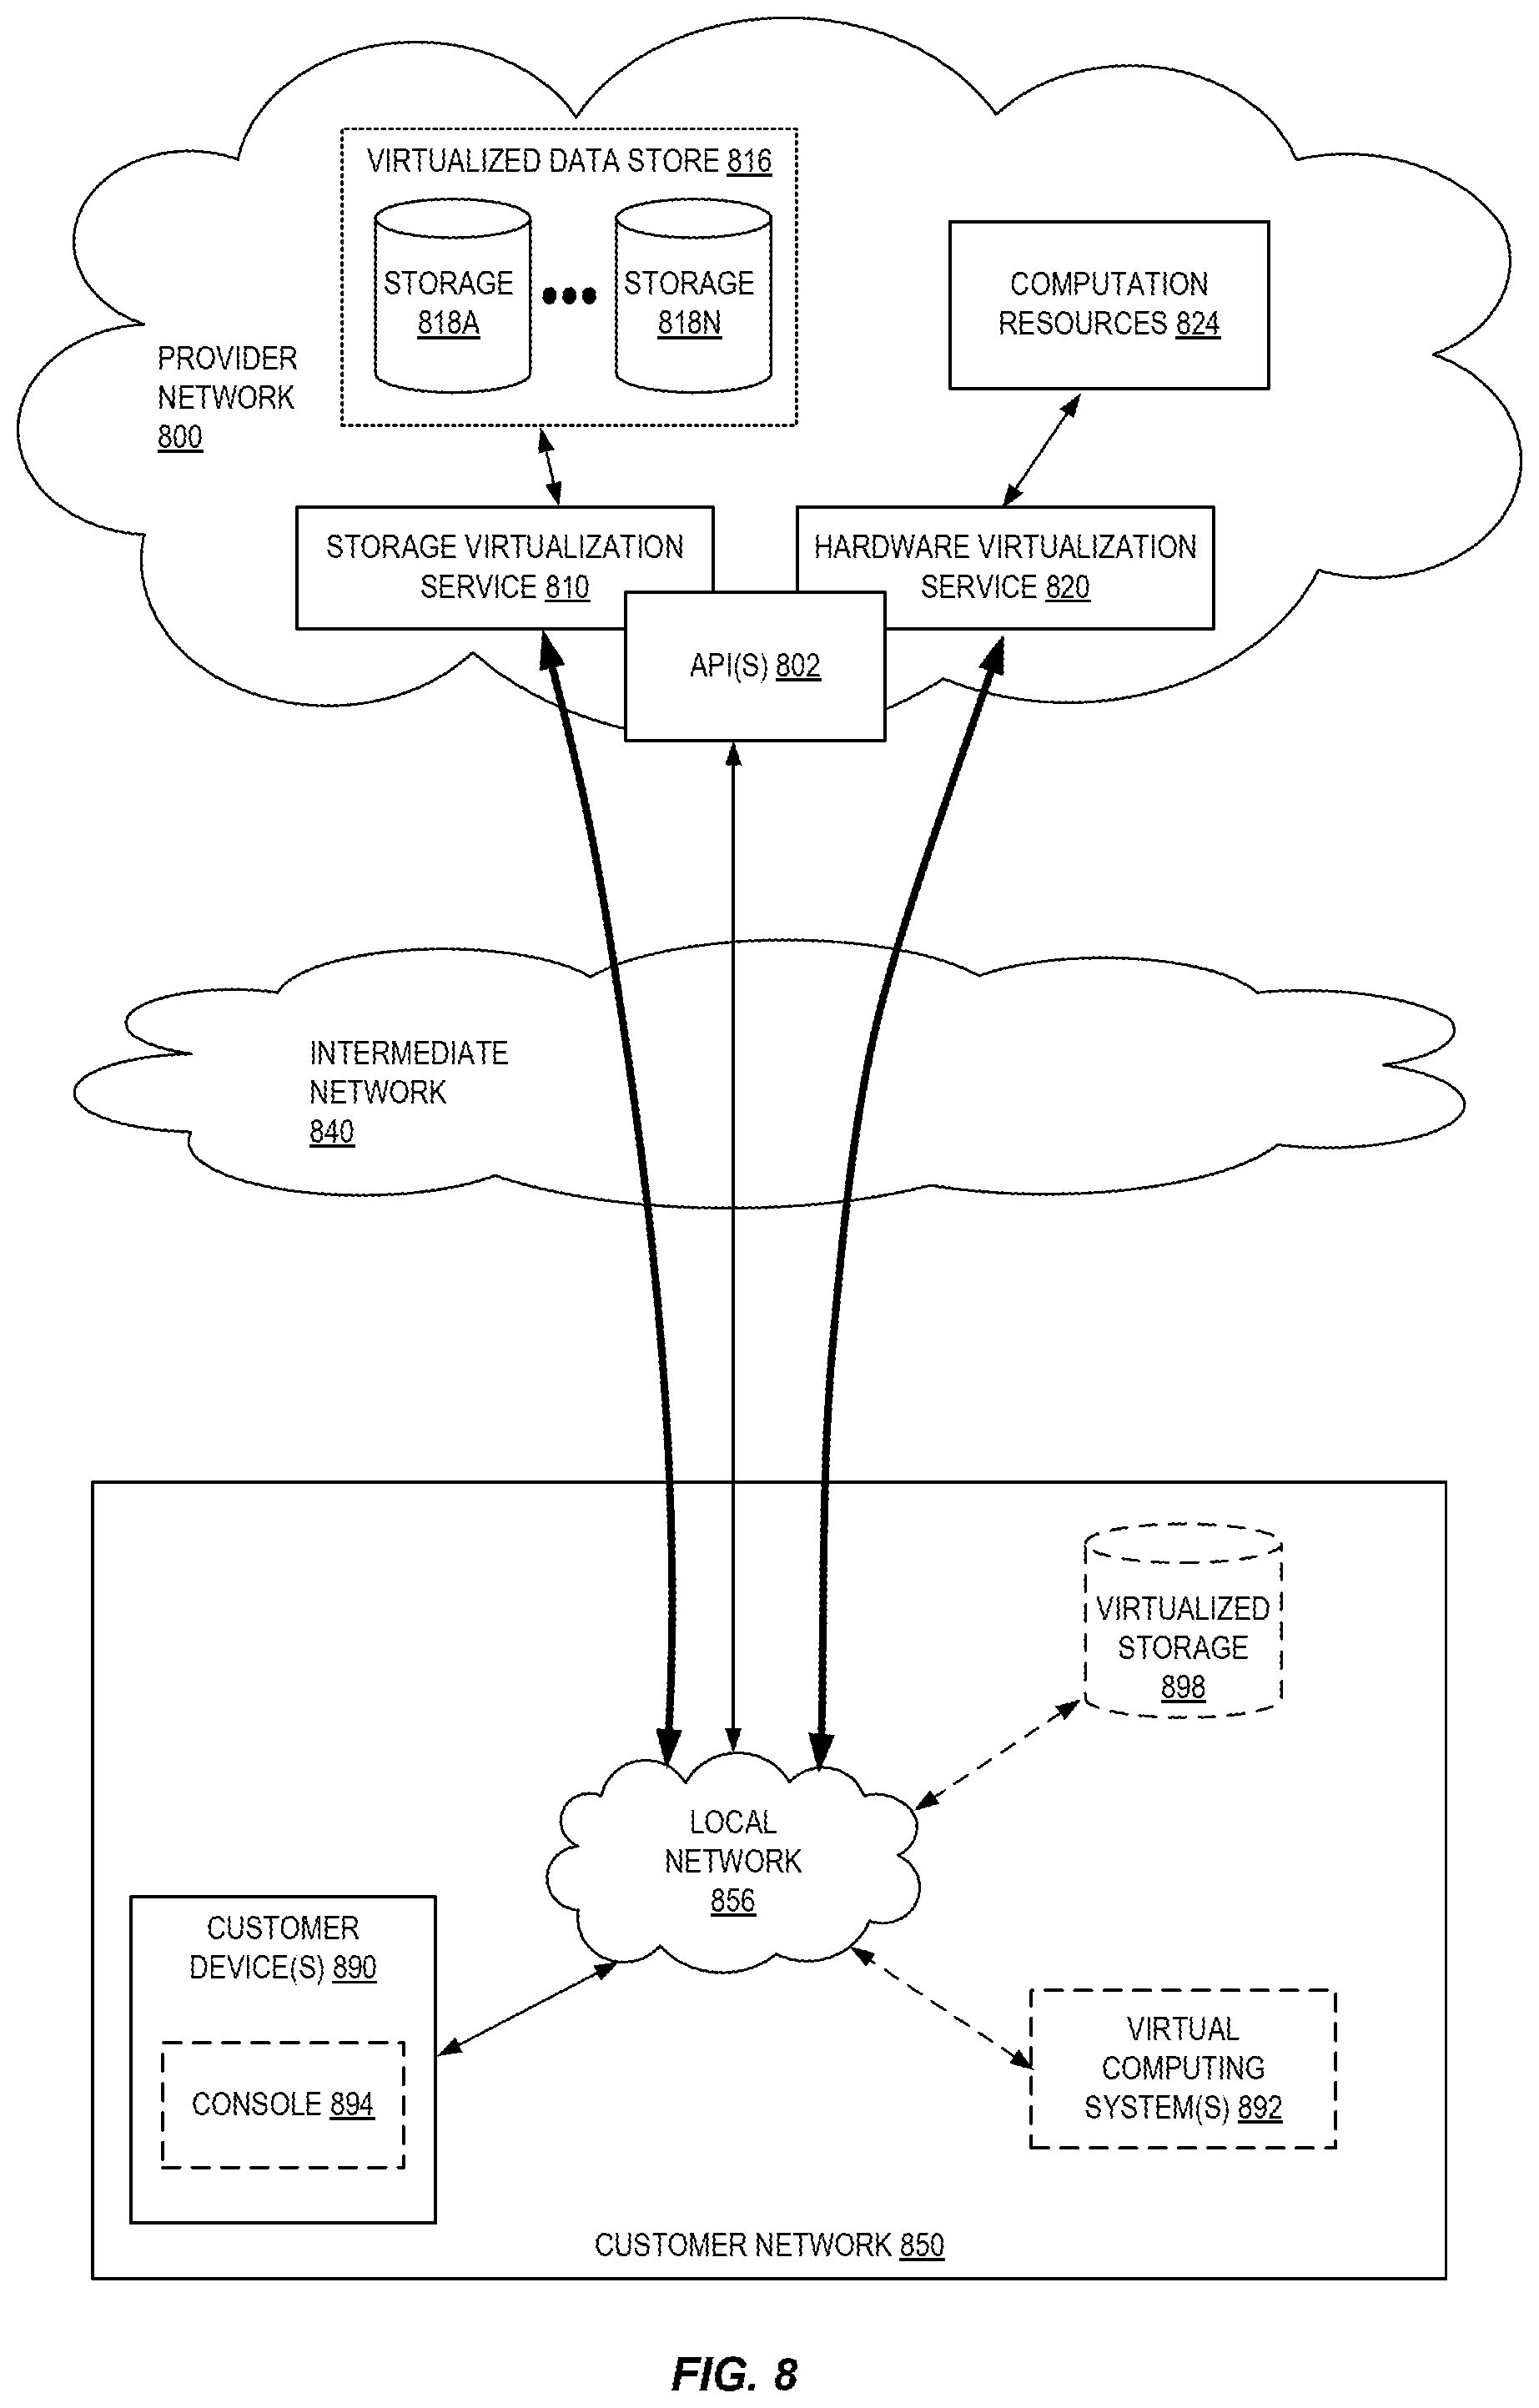 VIRTUALIZED DATA STORE 816
STORAGE
818A
STORAGE
818N
COMPUTATION
RESOURCES 824
PROVIDER
NETWORK
800
STORAGE VIRTUALIZATION
SERVICE 810
HARDWARE VIRTUALIZATION
SERVICE 820
API(S) 802
INTERMEDIATE
NETWORK
840
VIRTUALIZED
STORAGE
898
LOCAL
NETWORK
856
CUSTOMER
DEVICE(S) 890
CONSOLE 894
VIRTUAL
COMPUTING
SYSTEM(S) 892
CUSTOMER NETWORK 850
FIG. 8